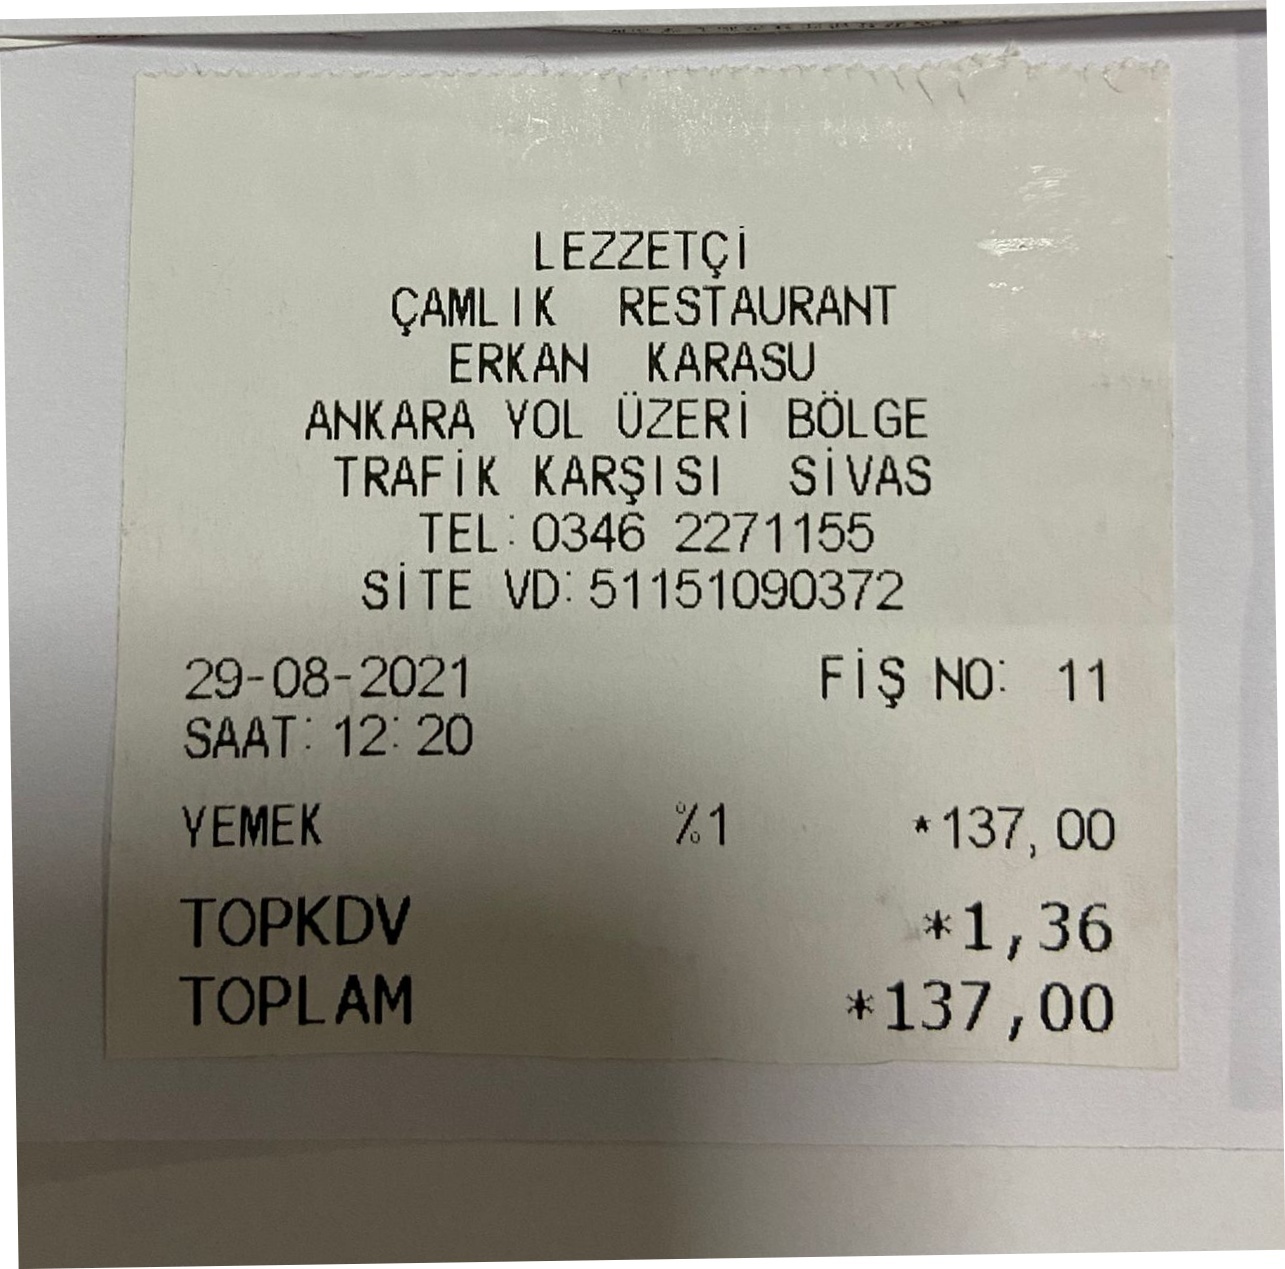 LEZZETÇİ
ÇAMLIK RESTAURANT
ERKAN KARASU
ANKARA YOL ÜZERİ BÖLGE
TRAFİK KARŞISI SİVAS
TEL: 0346 2271155
SİTE VD: 51151090372
29-08-2021 FİŞ NO: 11
SAAT: 12:20
YEMEK %1 *137,00
TOPKDV *1,36
TOPLAM *137,00